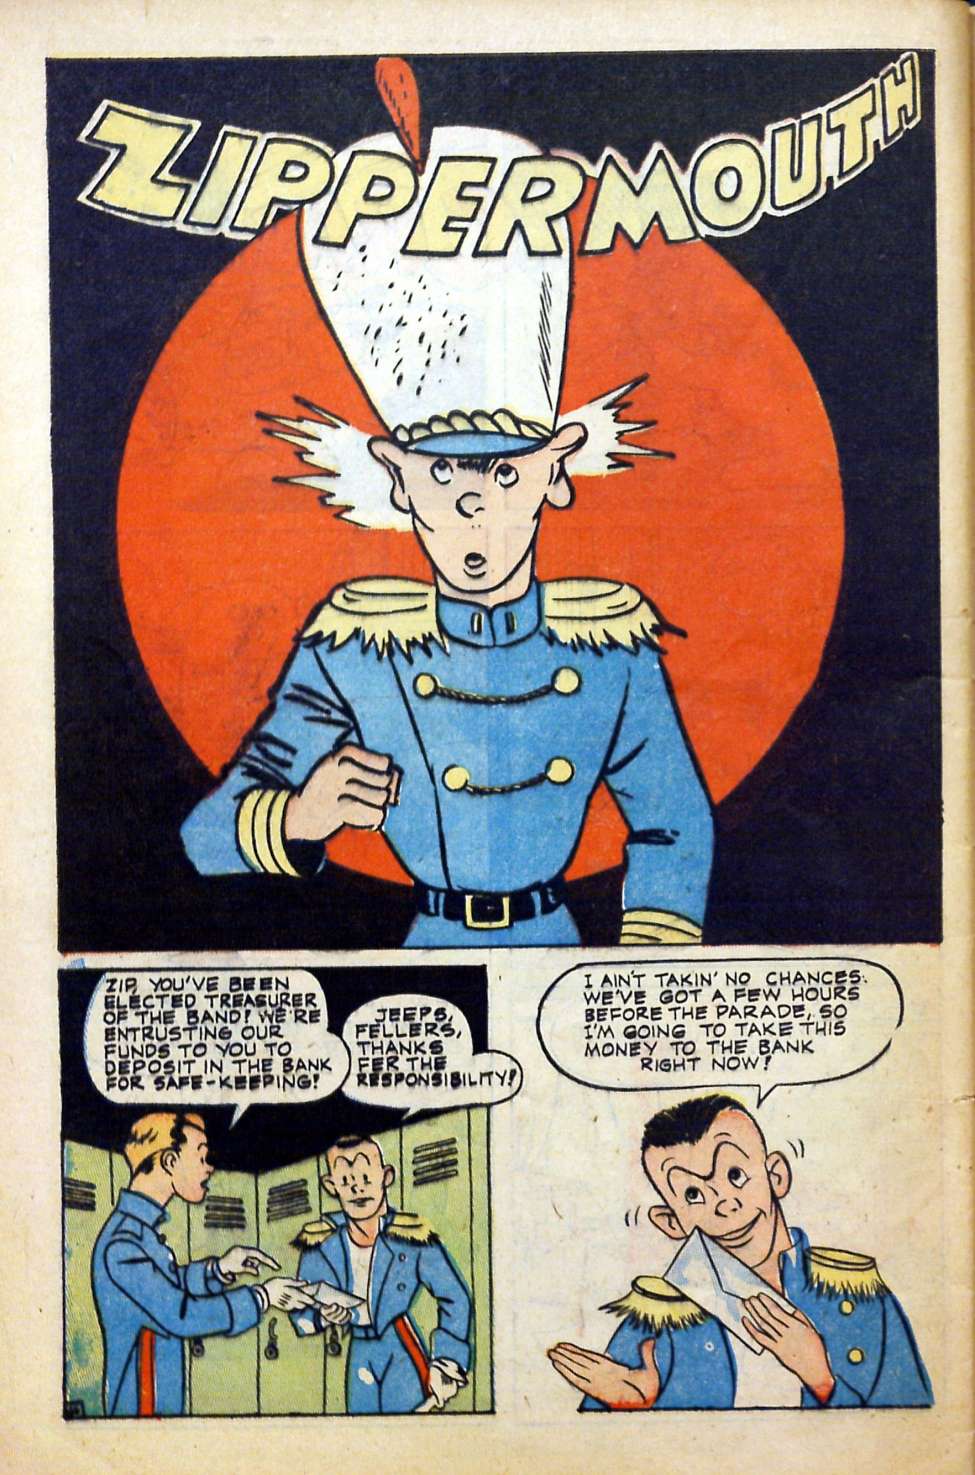 ZIPPERMOUTH
ZIP, YOU'VE BEEN
ELECTED TREASURER
OF THE BAND! WE'RE
ENTRUSTING OUR
FUNDS TO YOU TO
DEPOSIT IN THE BANK
FOR SAFE-KEEPING!
JEEPS,
FELLERS,
THANKS
FER THE
RESPONSIBILITY!
I AIN'T TAKIN' NO CHANCES.
WE'VE GOT A FEW HOURS
BEFORE THE PARADE, SO
I'M GOING TO TAKE THIS
MONEY TO THE BANK
RIGHT NOW!